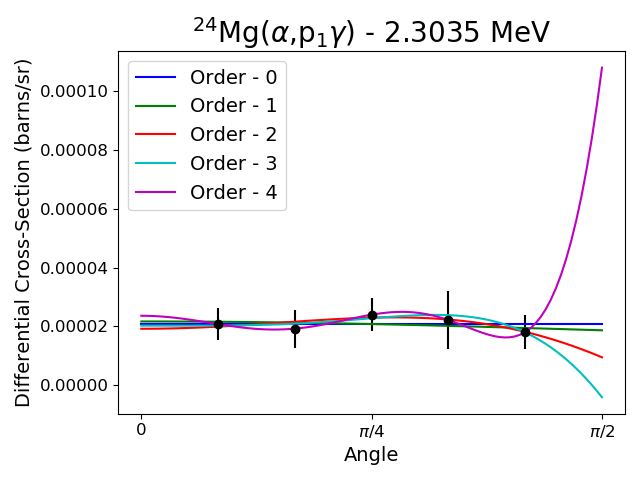 ²⁴Mg(α,p₁γ) - 2.3035 MeV
Order - 0
Order - 1
Order - 2
Order - 3
Order - 4
Differential Cross-Section (barns/sr)
0.00010
0.00008
0.00006
0.00004
0.00002
0.00000
0 π/4 π/2
Angle